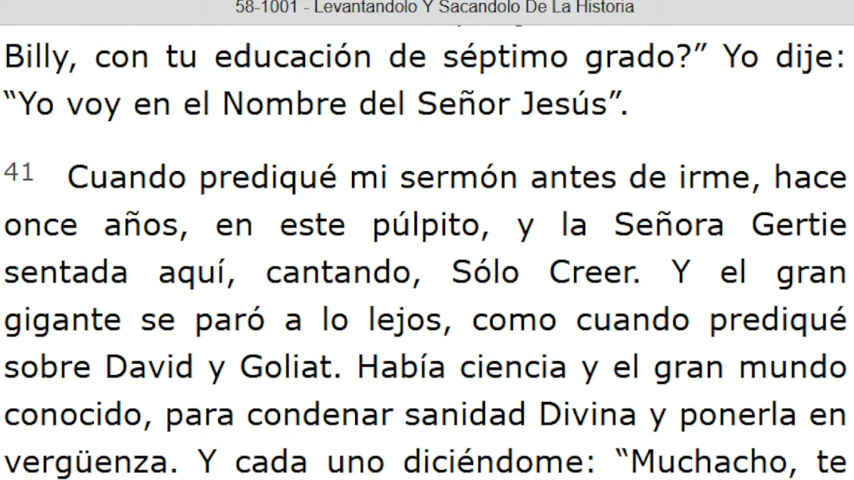 58-1001 - Levantandolo Y Sacandolo De La Historia
Billy, con tu educación de séptimo grado?” Yo dije:
“Yo voy en el Nombre del Señor Jesús”.
41 Cuando prediqué mi sermón antes de irme, hace
once años, en este púlpito, y la Señora Gertie
sentada aquí, cantando, Sólo Creer. Y el gran
gigante se paró a lo lejos, como cuando prediqué
sobre David y Goliat. Había ciencia y el gran mundo
conocido, para condenar sanidad Divina y ponerla en
vergüenza. Y cada uno diciéndome: “Muchacho, te